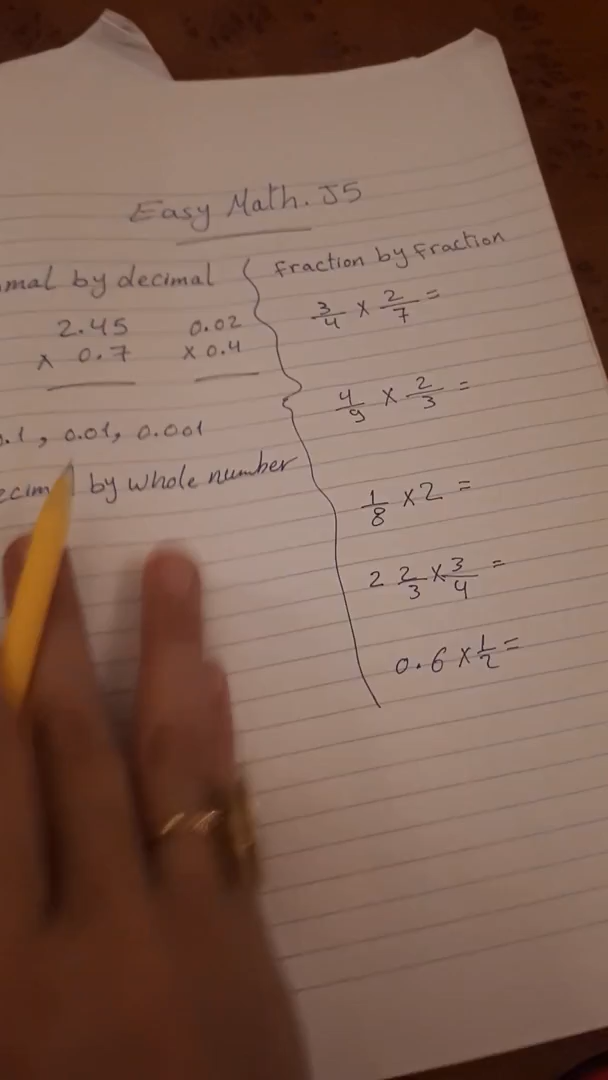 Easy Math. J5
mal by decimal
2.45
x 0.7
0.02
x 0.4
.1, 0.01, 0.001
ecimal by whole number
fraction by fraction
3/4 x 2/7 =
4/9 x 2/3 =
1/8 x 2 =
2 2/3 x 3/4 =
0.6 x 1/2 =